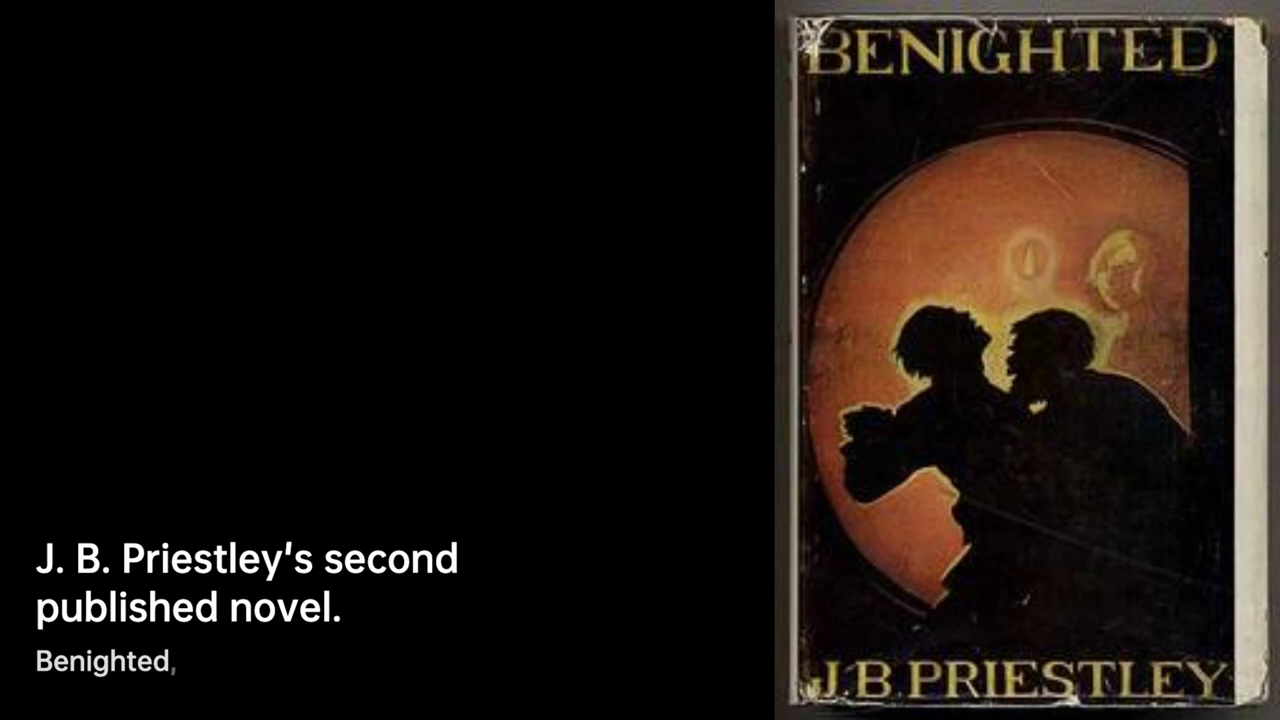 J. B. Priestley's second
published novel.
Benighted,
BENIGHTED
J.B. PRIESTLEY